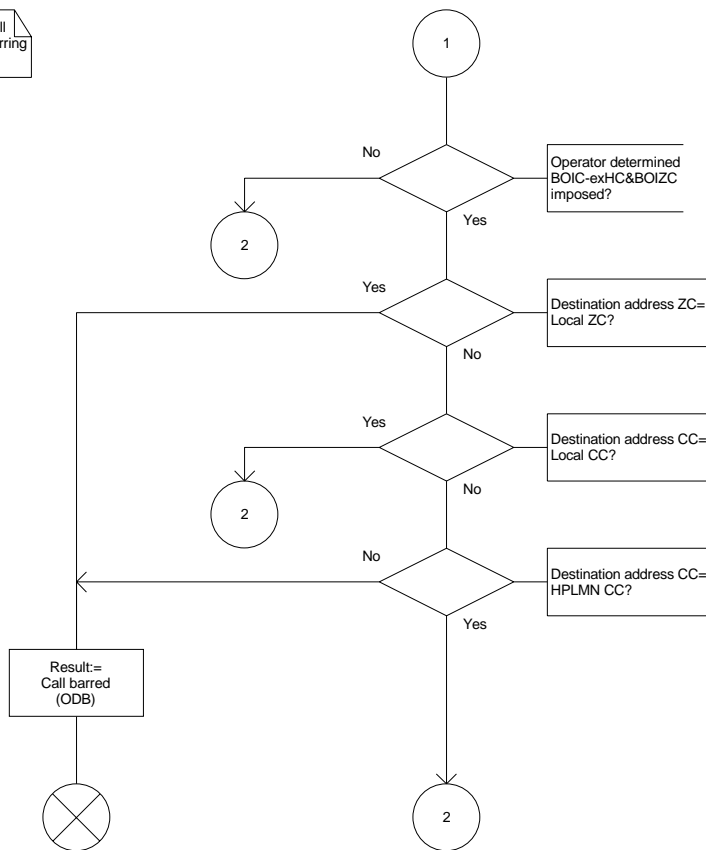 1
No
Operator determined
BOIC-exHC&BOIZC
imposed?
2
Yes
Yes
Destination address ZC=
Local ZC?
No
Yes
Destination address CC=
Local CC?
2
No
No
Destination address CC=
HPLMN CC?
Yes
Result:=
Call barred
(ODB)
2